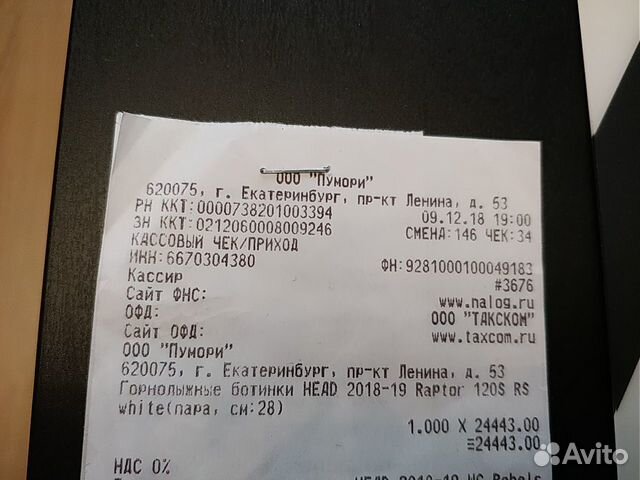 ООО "Пумори"
620075, г. Екатеринбург, пр-кт Ленина, д. 53
РН ККТ:0000738201003394 09.12.18 19:00
ЗН ККТ:0212060008009246 СМЕНА:146 ЧЕК:34
КАССОВЫЙ ЧЕК/ПРИХОД
ИНН:6670304380 ФН:9281000100049183
Кассир #3676
Сайт ФНС: www.nalog.ru
ОФД: ООО "ТАКСКОМ"
Сайт ОФД: www.taxcom.ru
ООО "Пумори"
620075, г. Екатеринбург, пр-кт Ленина, д. 53
Горнолыжные ботинки HEAD 2018-19 Raptor 120S RS
white(пара, см:28)
1.000 X 24443.00
≡24443.00
НДС 0%
HEAD 2018-19
Avito